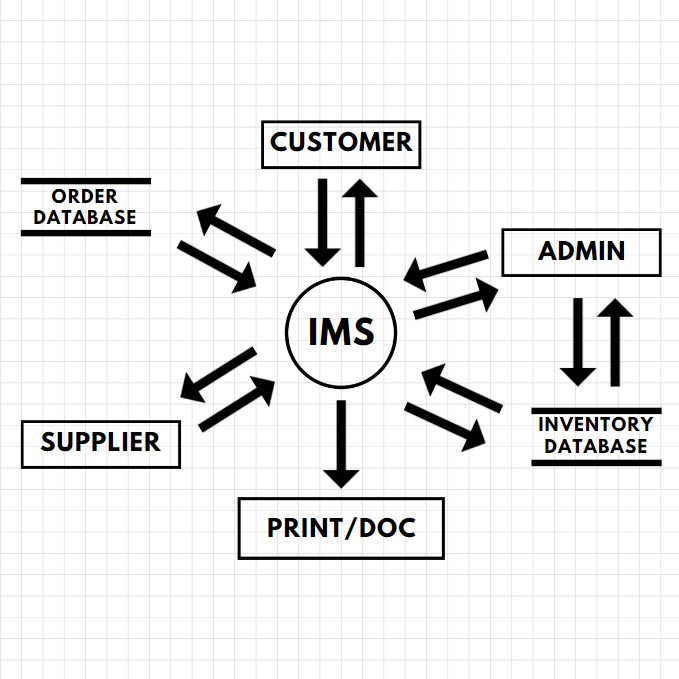 CUSTOMER
ORDER
DATABASE
ADMIN
IMS
SUPPLIER
INVENTORY
DATABASE
PRINT/DOC